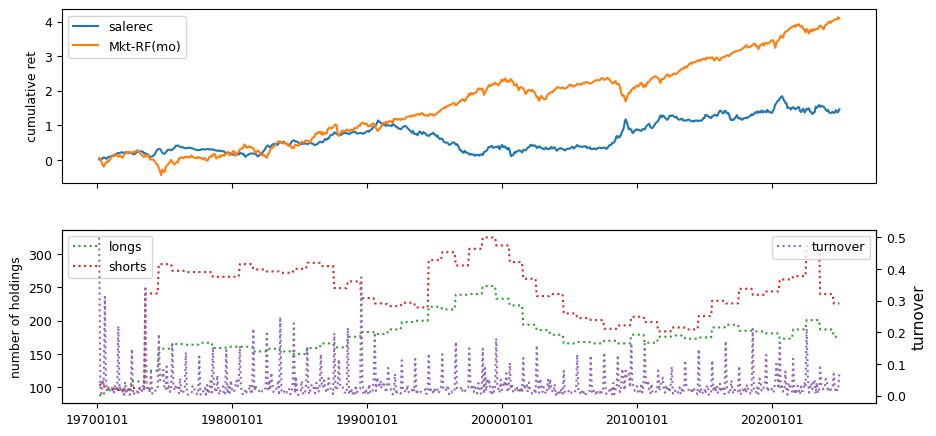 salerec
Mkt-RF(mo)
cumulative ret
4
3
2
1
0
longs
shorts
turnover
number of holdings
300
250
200
150
100
0.5
0.4
0.3
0.2
0.1
0.0
turnover
19700101 19800101 19900101 20000101 20100101 20200101